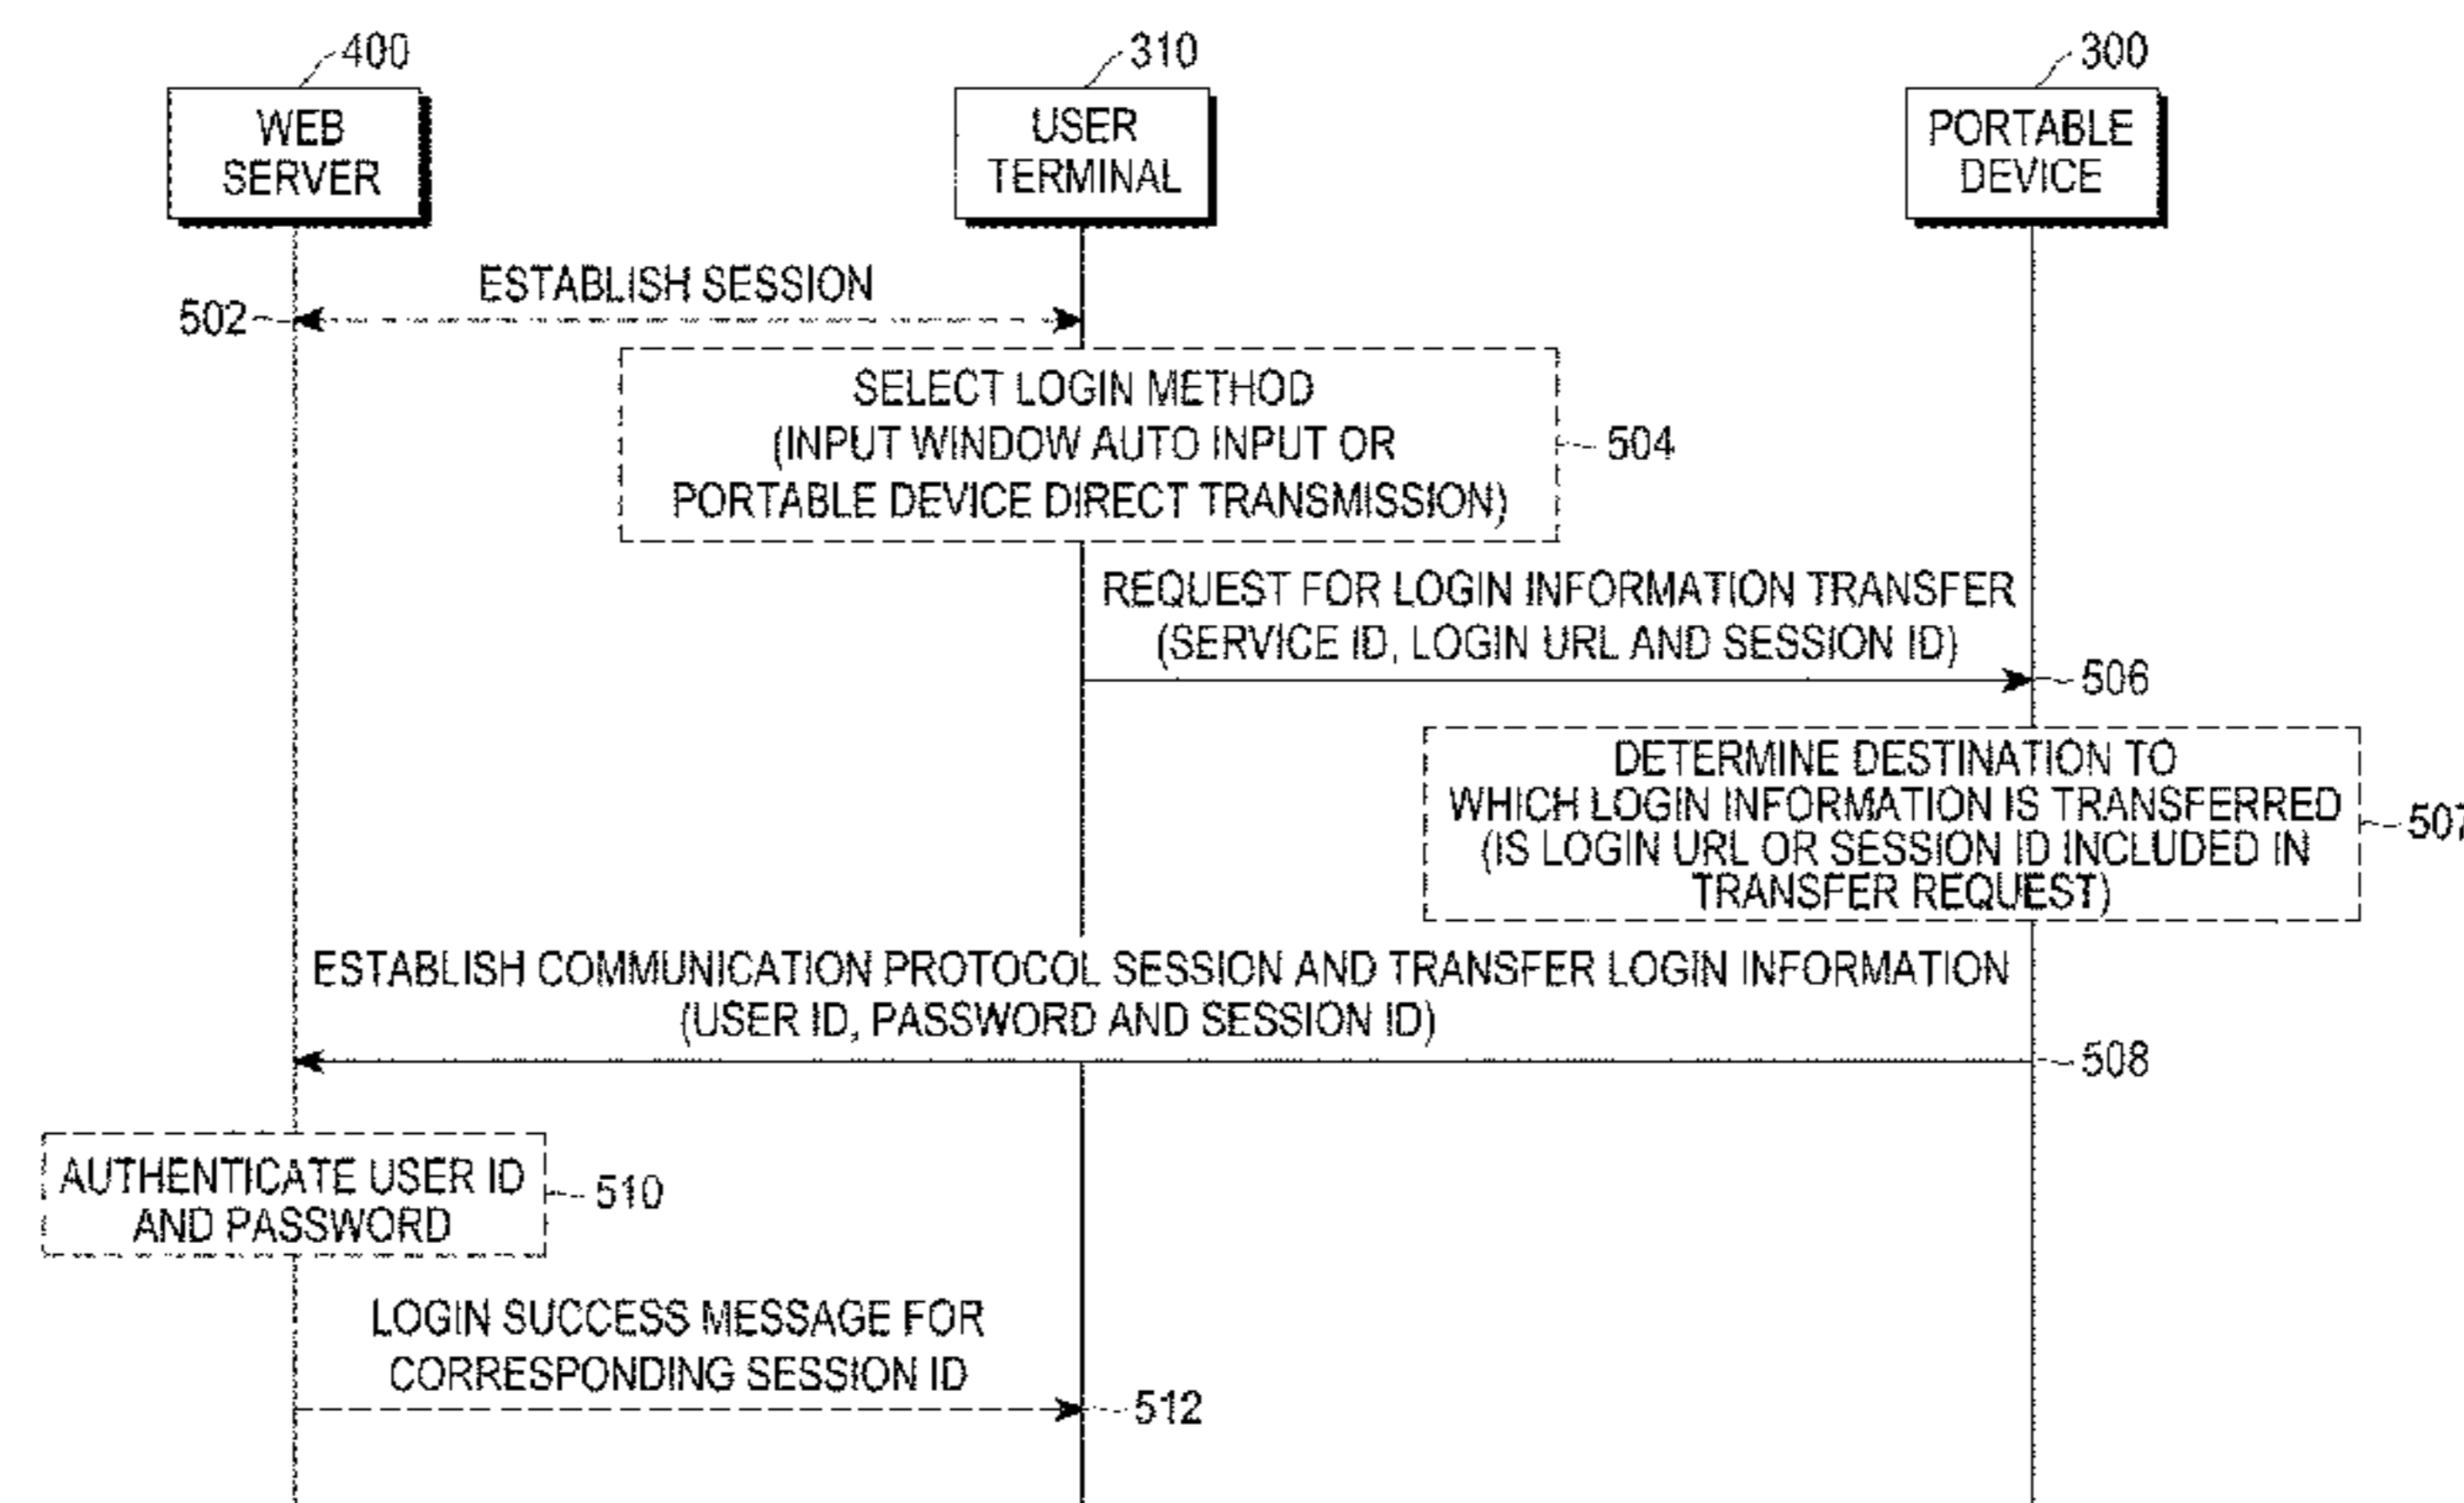 400
310
300
WEB
SERVER
USER
TERMINAL
PORTABLE
DEVICE
ESTABLISH SESSION
502
SELECT LOGIN METHOD
(INPUT WINDOW AUTO INPUT OR
PORTABLE DEVICE DIRECT TRANSMISSION)
504
REQUEST FOR LOGIN INFORMATION TRANSFER
(SERVICE ID, LOGIN URL AND SESSION ID)
506
DETERMINE DESTINATION TO
WHICH LOGIN INFORMATION IS TRANSFERRED
(IS LOGIN URL OR SESSION ID INCLUDED IN
TRANSFER REQUEST)
507
ESTABLISH COMMUNICATION PROTOCOL SESSION AND TRANSFER LOGIN INFORMATION
(USER ID, PASSWORD AND SESSION ID)
508
AUTHENTICATE USER ID
AND PASSWORD
510
LOGIN SUCCESS MESSAGE FOR
CORRESPONDING SESSION ID
512